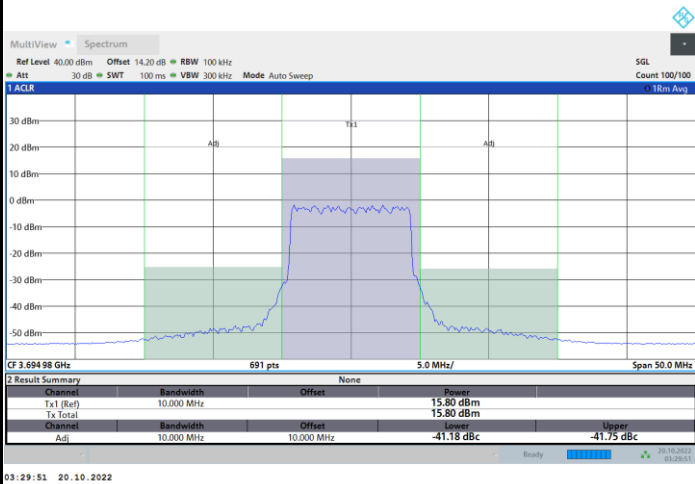 MultiView Spectrum
Ref Level 40.00 dBm Offset 14.20 dB RBW 100 kHz SGL
Att 30 dB SWT 100 ms VBW 300 kHz Mode Auto Sweep Count 100/100
1 ACLR 1Rm Avg
30 dBm
Tx1
20 dBm Adj Adj
10 dBm
0 dBm
-10 dBm
-20 dBm
-30 dBm
-40 dBm
-50 dBm
CF 3.694 98 GHz 691 pts 5.0 MHz/ Span 50.0 MHz
2 Result Summary None
Channel Bandwidth Offset Power
Tx1 (Ref) 10.000 MHz 15.80 dBm
Tx Total 15.80 dBm
Channel Bandwidth Offset Lower Upper
Adj 10.000 MHz 10.000 MHz -41.18 dBc -41.75 dBc
Ready 20.10.2022
03:29:51
03:29:51 20.10.2022